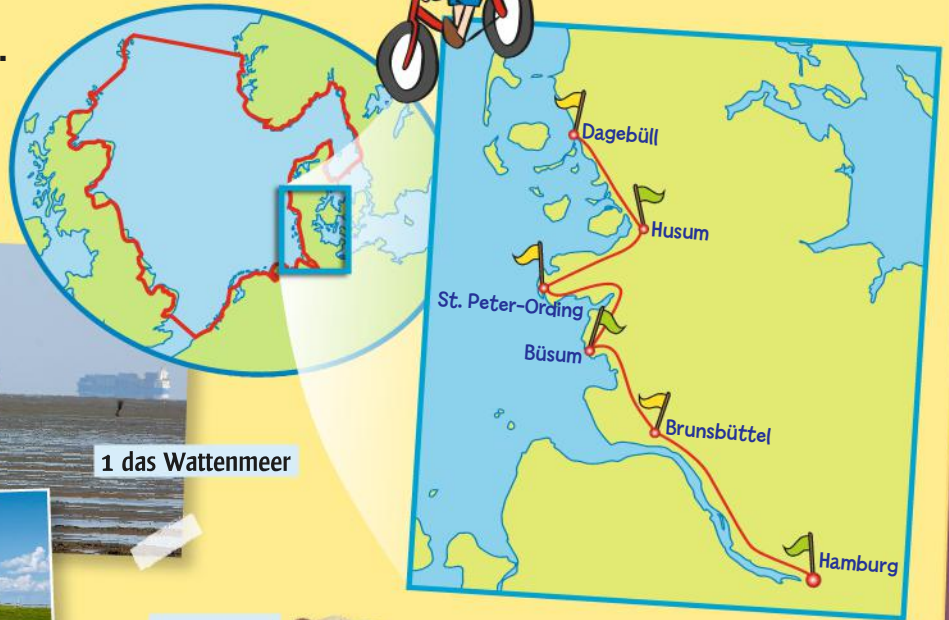 .
Dagebüll
Husum
St. Peter-Ording
Büsum
Brunsbüttel
Hamburg
1 das Wattenmeer